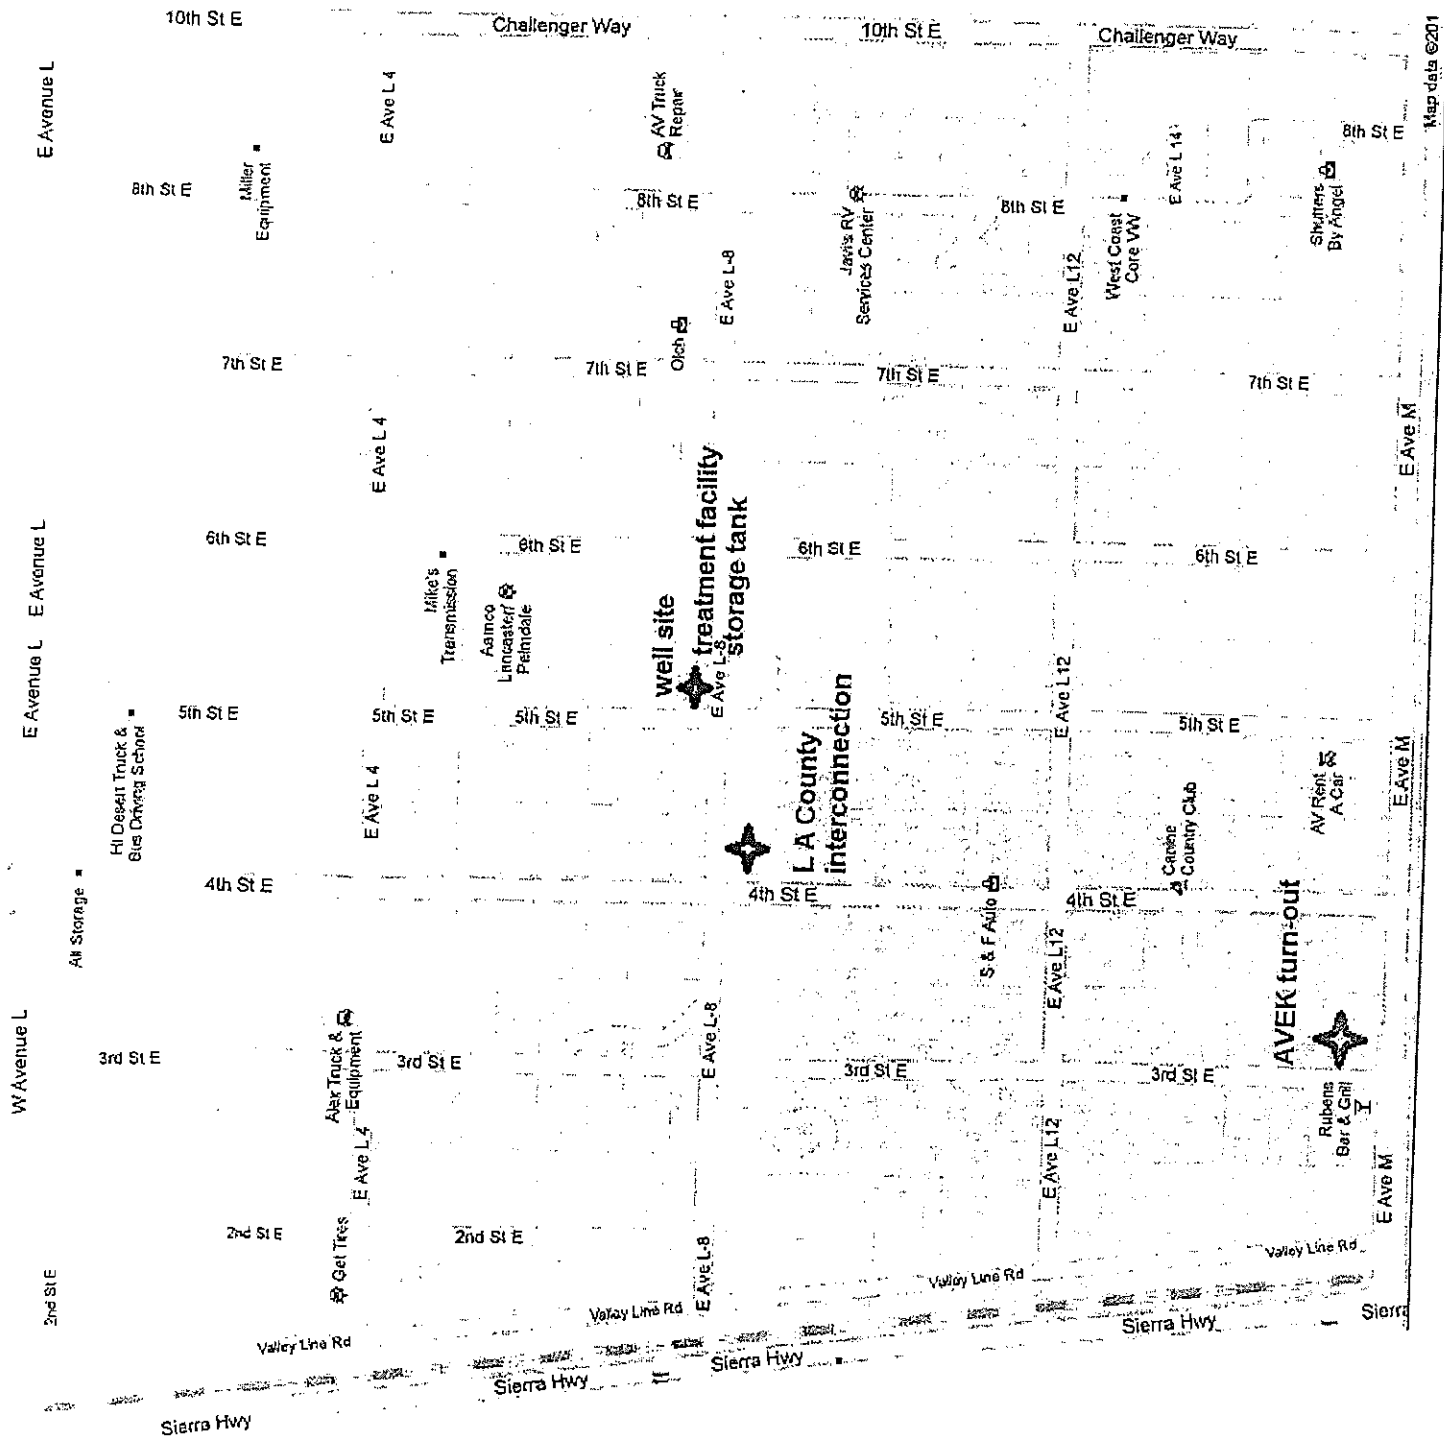 10th St E
Challenger Way
10th St E
Challenger Way
Map data ©201
E Avenue L
E Ave L 4
AV Truck
Repair
8th St E
8th St E
Miller
Equipment
8th St E
8th St E
E Ave L 14
Javi's RV
Services Center
West Coast
Core VW
Shutters
By Angel
E Ave L-8
E Ave L12
7th St E
7th St E
Olch
7th St E
7th St E
E Ave L 4
E Ave M
E Avenue L
E Avenue L
E Avenue L
6th St E
6th St E
6th St E
6th St E
Mike's
Transmission
Aamco
Lancaster/
Palmdale
well site
treatment facility
storage tank
E Ave L-8
E Ave L12
5th St E
5th St E
5th St E
5th St E
5th St E
Hi Desert Truck &
Bus Driving School
E Ave L 4
L A County
interconnection
AV Rent
A Car
E Ave M
Canine
Country Club
All Storage
4th St E
4th St E
S & F Auto
4th St E
AVEK turn-out
W Avenue L
E Ave L12
3rd St E
Alex Truck &
Equipment
3rd St E
E Ave L-8
3rd St E
3rd St E
Rubens
Bar & Grill
E Ave L 4
E Ave L12
E Ave M
2nd St E
2nd St E
2nd St E
Get Tires
E Ave L-8
Valley Line Rd
Valley Line Rd
Valley Line Rd
Valley Line Rd
Sierra Hwy
Sierra Hwy
Sierra Hwy
Sierra Hwy
Sierra